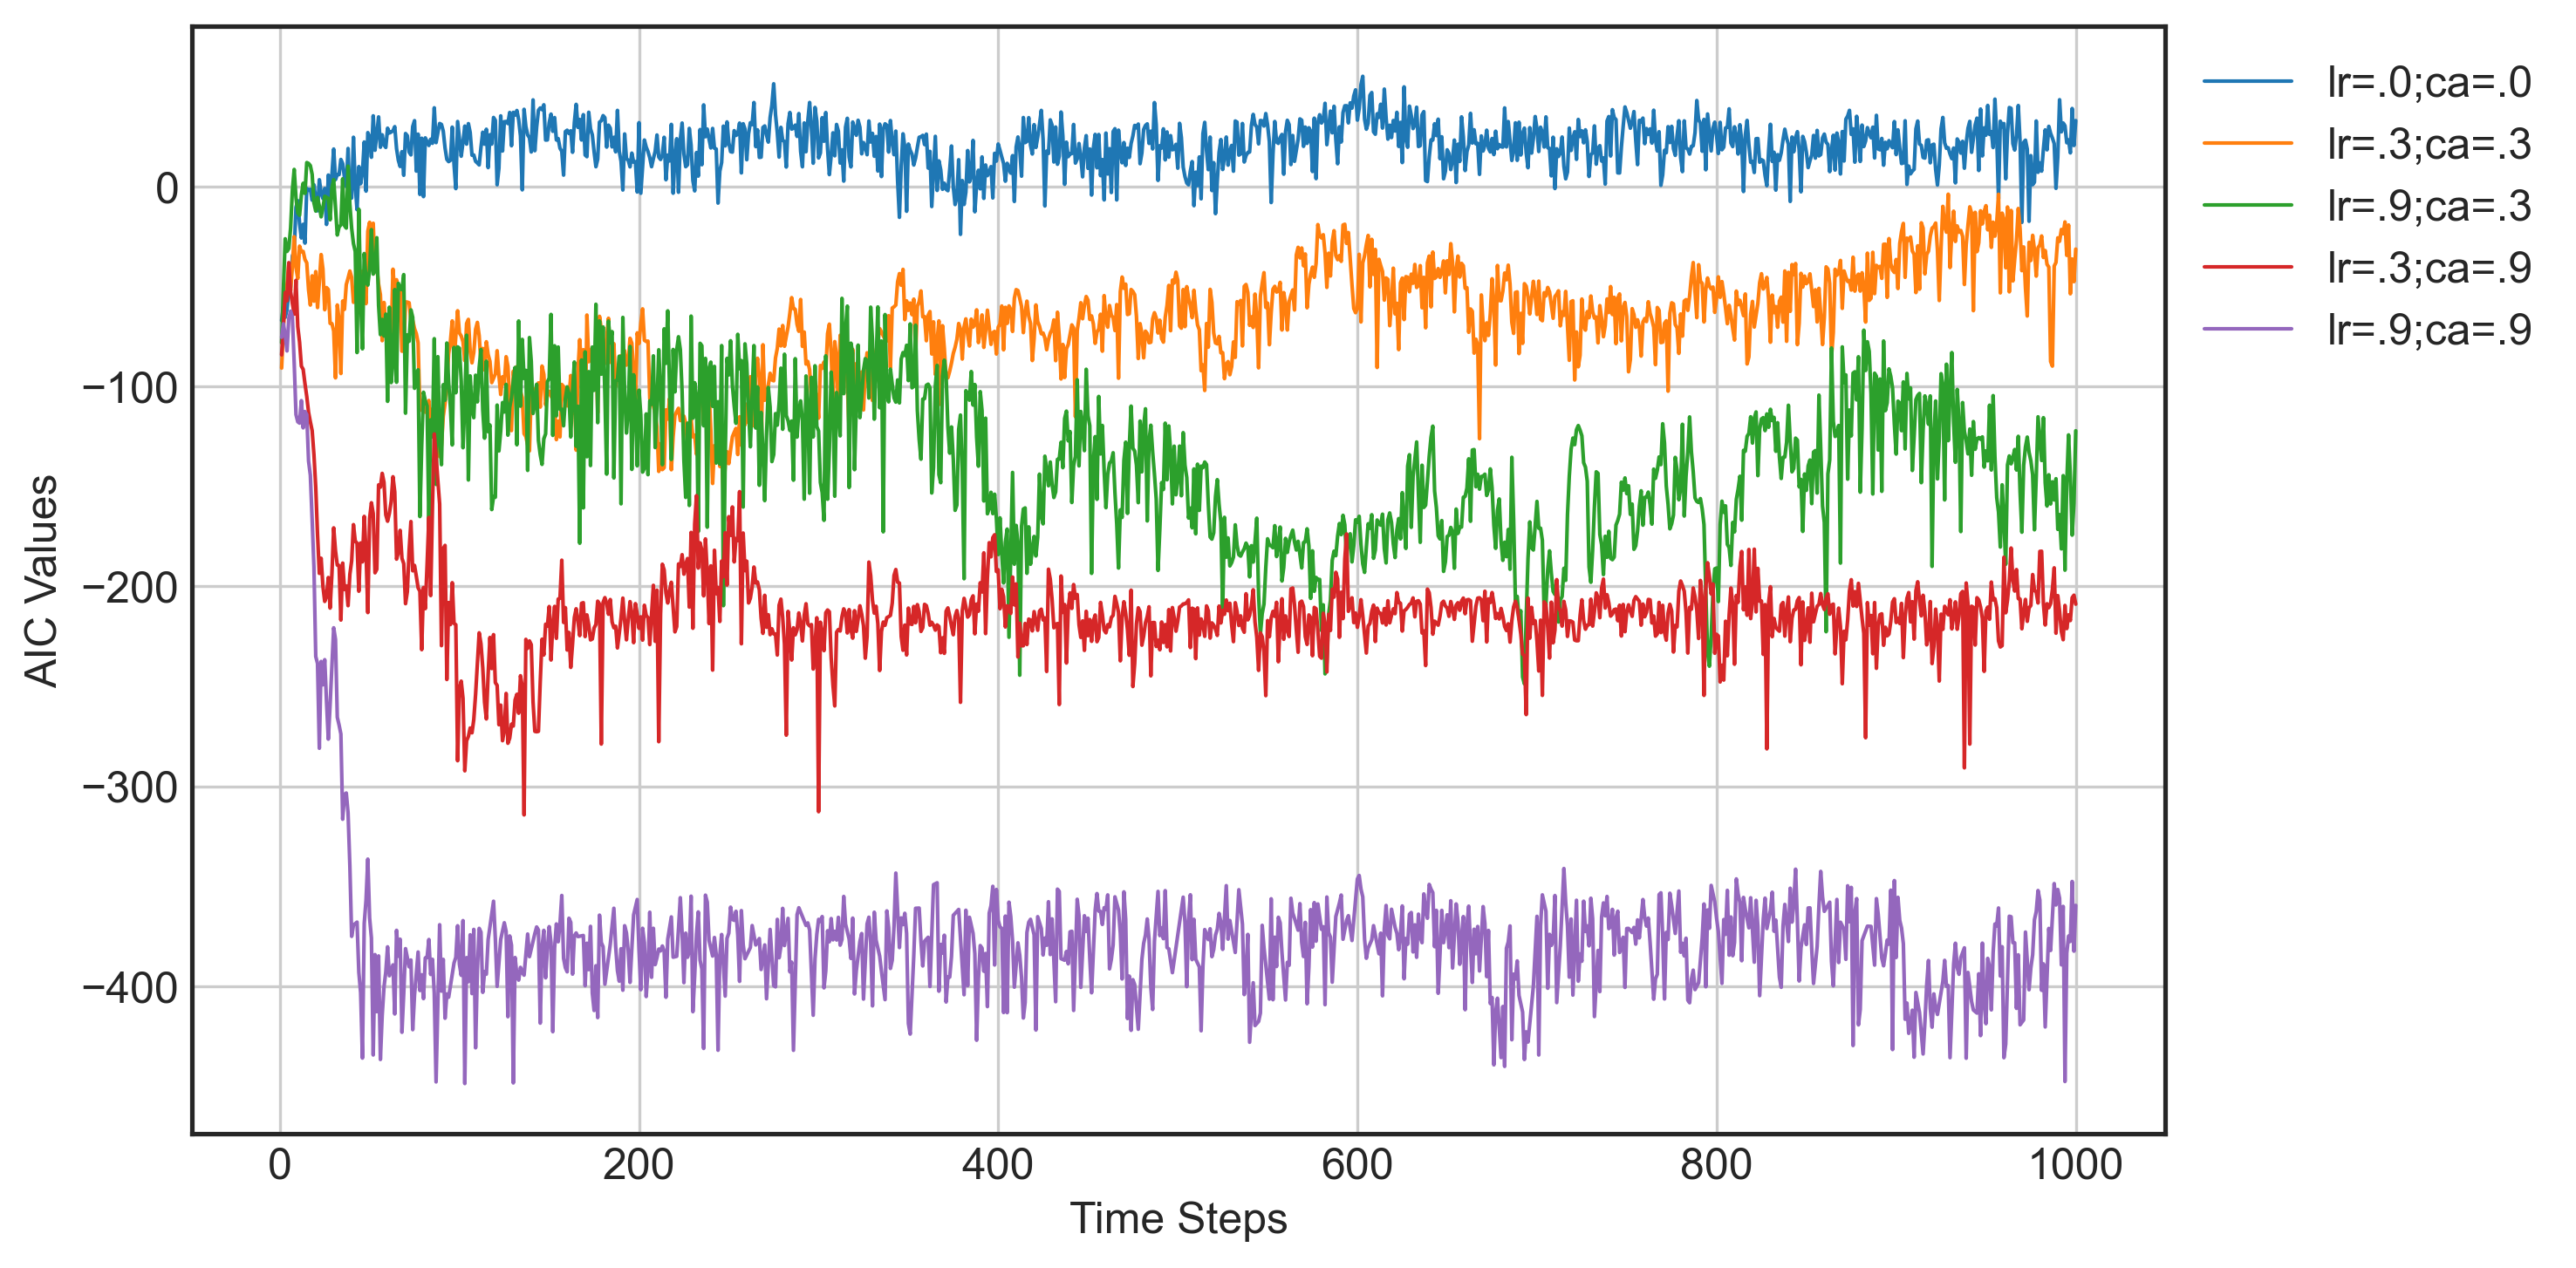 lr=.0;ca=.0
lr=.3;ca=.3
lr=.9;ca=.3
lr=.3;ca=.9
lr=.9;ca=.9
AIC Values
0
−100
−200
−300
−400
0 200 400 600 800 1000
Time Steps